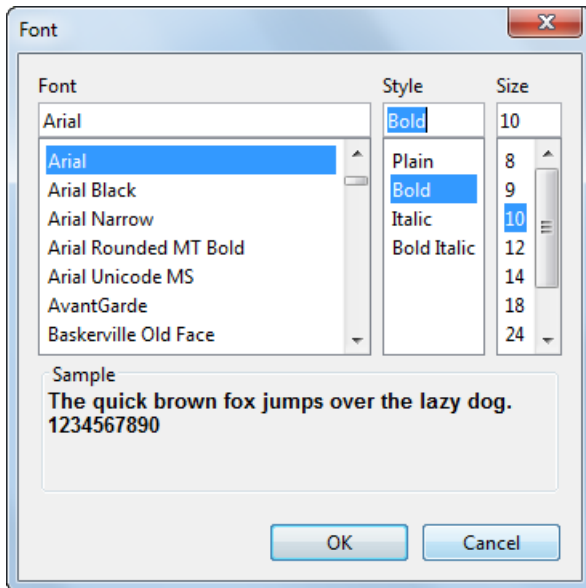 Font
Font Style Size
Arial Bold 10
Arial Plain 8
Arial Black Bold 9
Arial Narrow Italic 10
Arial Rounded MT Bold Bold Italic 12
Arial Unicode MS 14
AvantGarde 18
Baskerville Old Face 24
Sample
The quick brown fox jumps over the lazy dog.
1234567890
OK Cancel